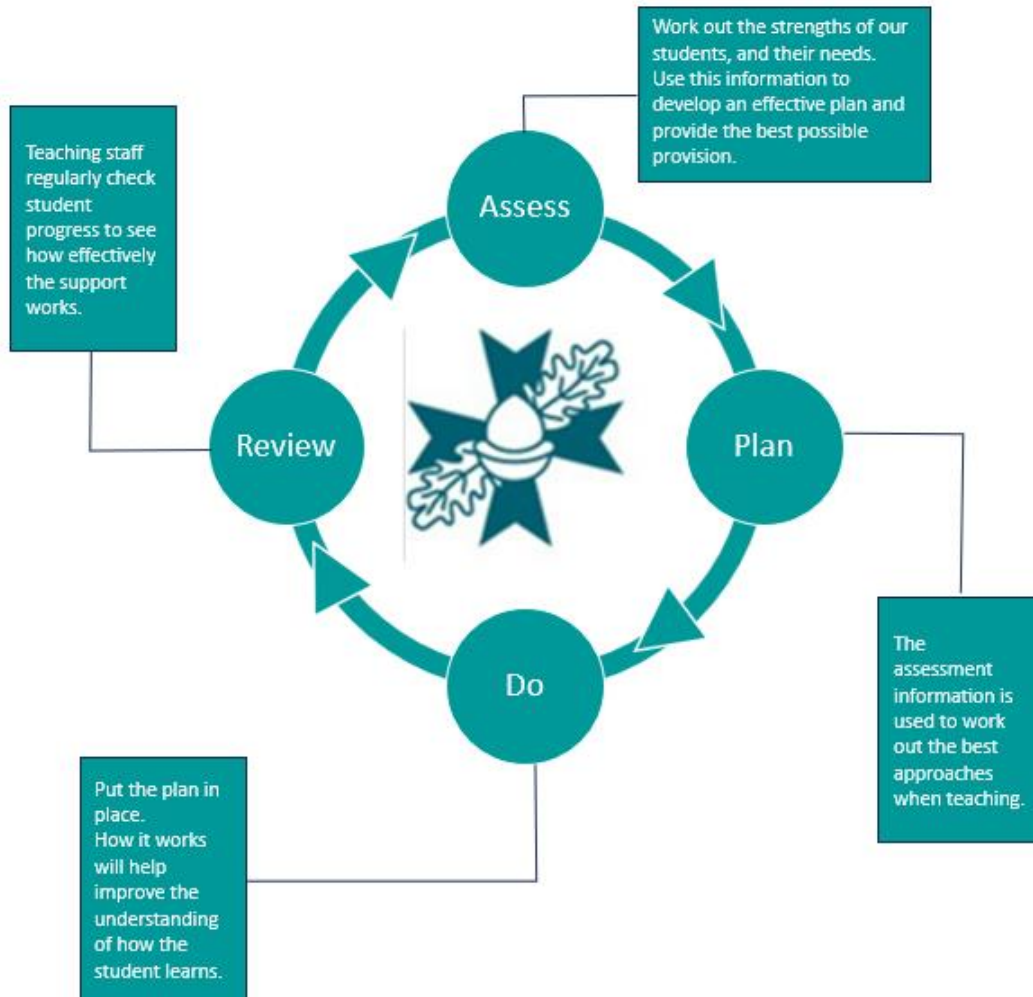 Assess
Work out the strengths of our
students, and their needs.
Use this information to
develop an effective plan and
provide the best possible
provision.
Plan
The
assessment
information is
used to work
out the best
approaches
when teaching.
Do
Put the plan in
place.
How it works
will help
improve the
understanding
of how the
student learns.
Review
Teaching staff
regularly check
student
progress to see
how effectively
the support
works.